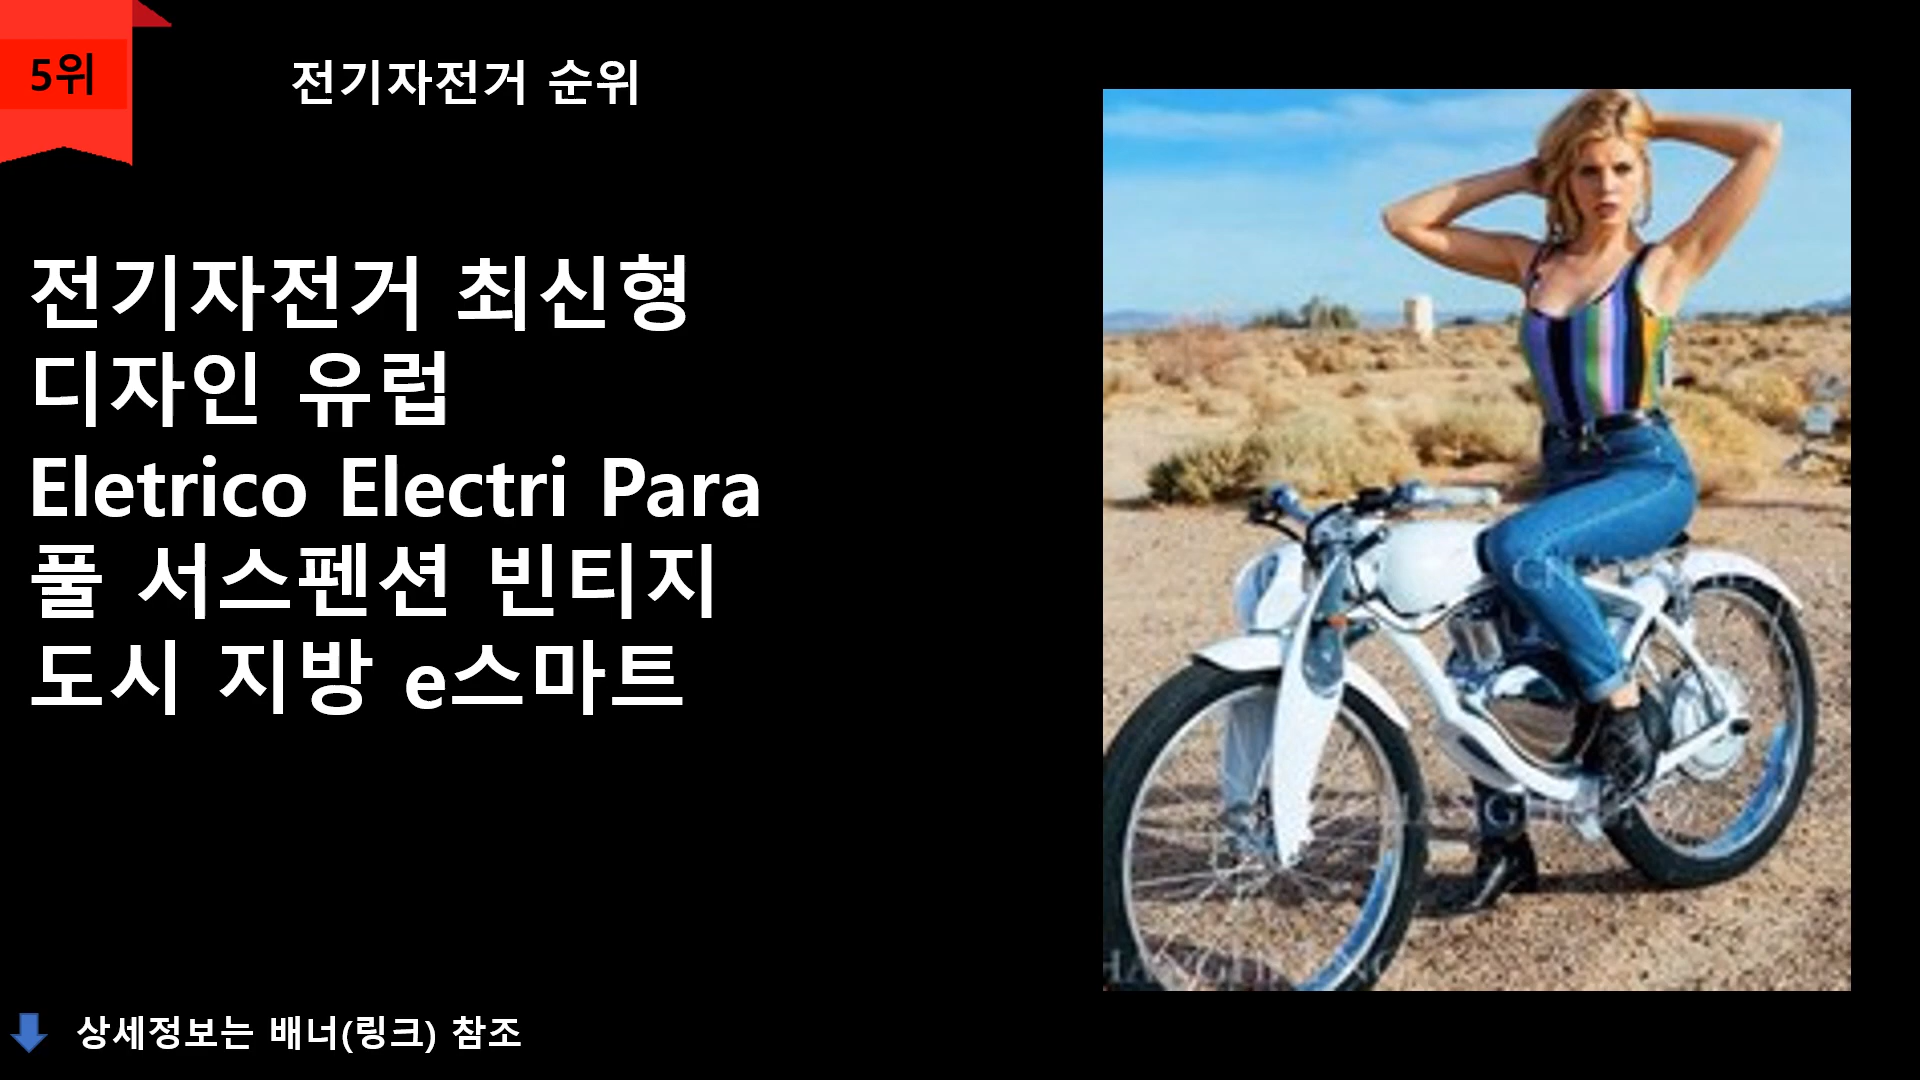 5위
전기자전거 순위
전기자전거 최신형
디자인 유럽
Eletrico Electri Para
풀 서스펜션 빈티지
도시 지방 e스마트
상세정보는 배너(링크) 참조